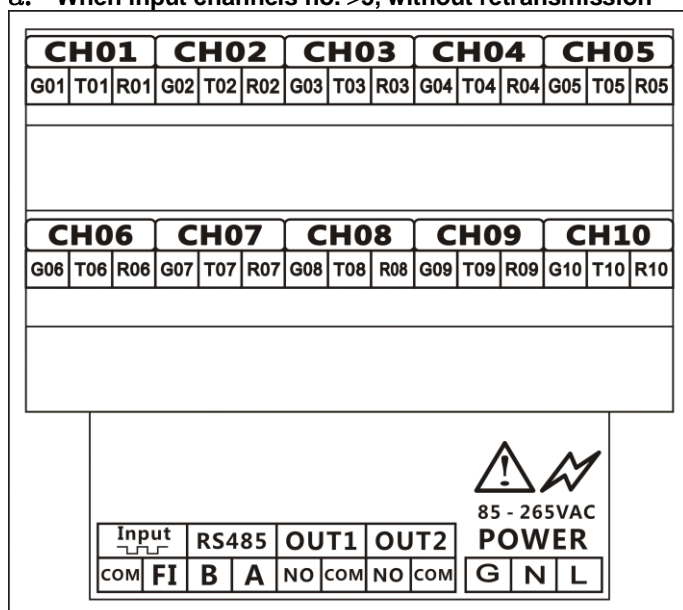 a. When input channels no. >5, without retransmission
CH01 CH02 CH03 CH04 CH05
G01 T01 R01 G02 T02 R02 G03 T03 R03 G04 T04 R04 G05 T05 R05
CH06 CH07 CH08 CH09 CH10
G06 T06 R06 G07 T07 R07 G08 T08 R08 G09 T09 R09 G10 T10 R10
85 - 265VAC
Input RS485 OUT1 OUT2 POWER
COM FI B A NO COM NO COM G N L